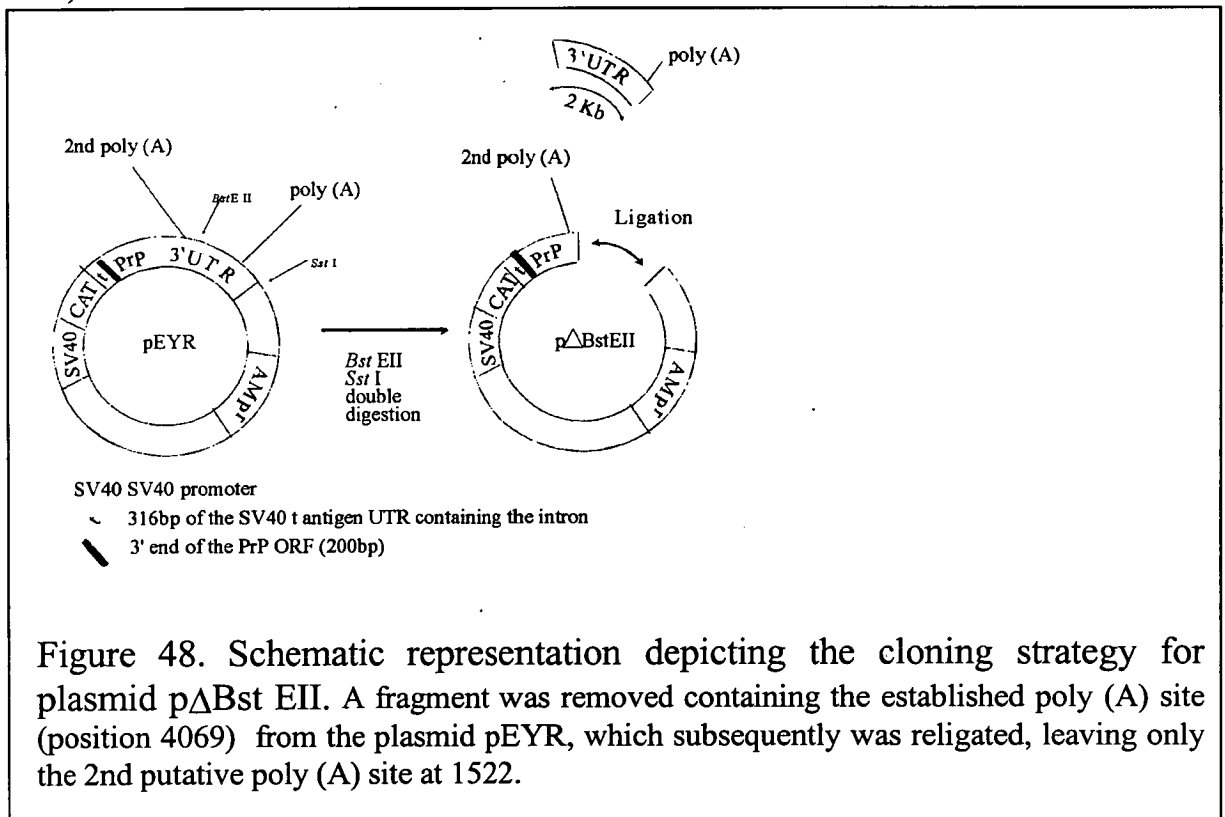 3'UTR
poly (A)
2 Kb
2nd poly (A)
BstE II
poly (A)
Sst I
2nd poly (A)
Ligation
SV40 CAT t PrP 3'UTR
AMpr
pEYR
Bst EII
Sst I
double
digestion
SV40 CAT t PrP
AMpr
p△BstEII
SV40 SV40 promoter
316bp of the SV40 t antigen UTR containing the intron
3' end of the PrP ORF (200bp)
Figure 48. Schematic representation depicting the cloning strategy for
plasmid p△Bst EII. A fragment was removed containing the established poly (A) site
(position 4069) from the plasmid pEYR, which subsequently was religated, leaving only
the 2nd putative poly (A) site at 1522.